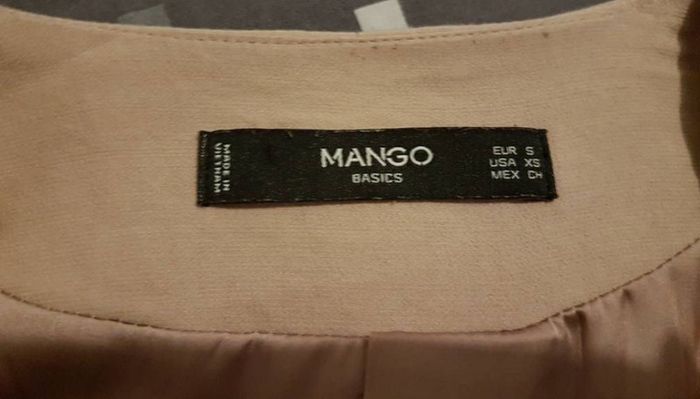 MADE IN
VIETNAM
MANGO
BASICS
EUR S
USA XS
MEX CH